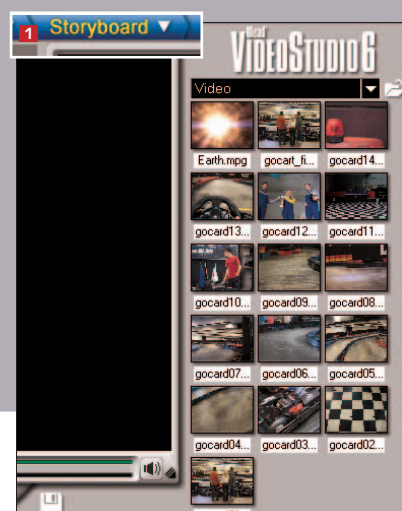 1 Storyboard
Ulead
VIDEOSTUDIO6
Video
Earth.mpg gocart_fi... gocard14...
gocard13... gocard12... gocard11...
gocard10... gocard09... gocard08...
gocard07... gocard06... gocard05...
gocard04... gocard03... gocard02...